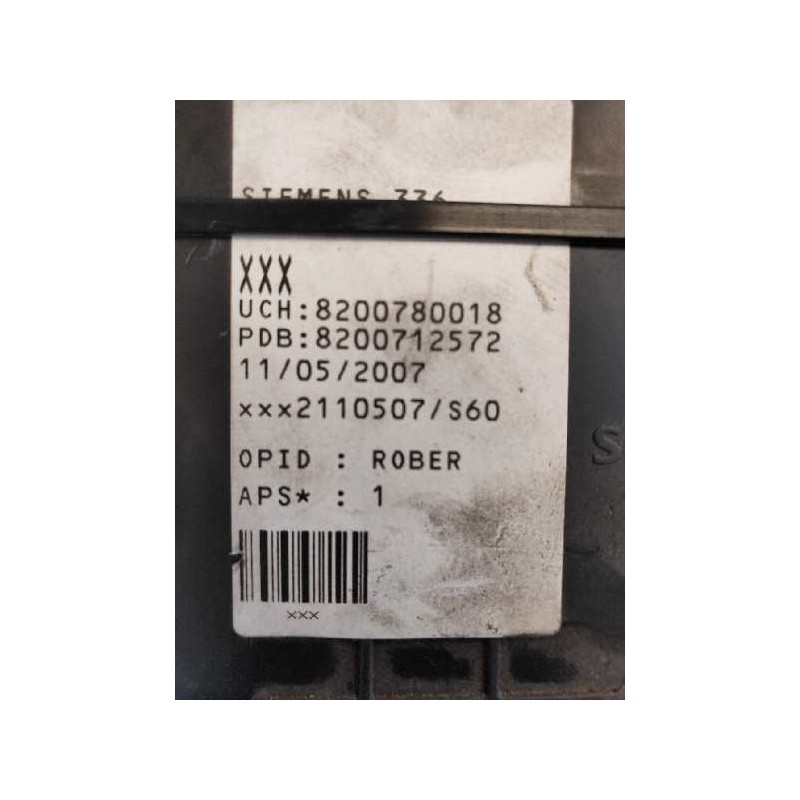 SIEMENS 336
XXX
UCH:8200780018
PDB:8200712572
11/05/2007
xxx2110507/S60
OPID : ROBER
APS* : 1
xxx